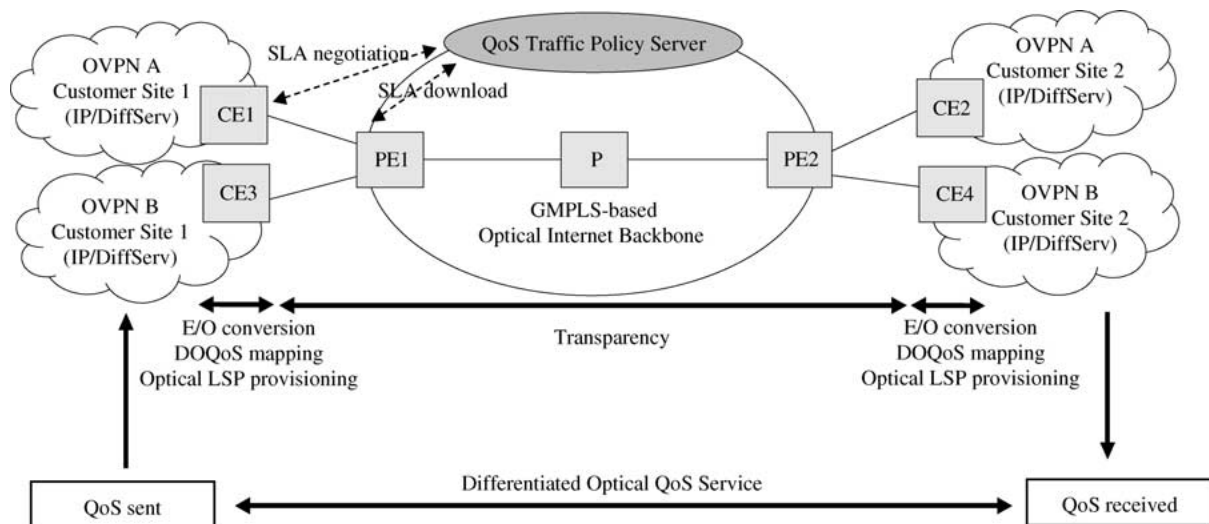 OVPN A
Customer Site 1
(IP/DiffServ)
CE1
SLA negotiation
QoS Traffic Policy Server
SLA download
OVPN A
Customer Site 2
(IP/DiffServ)
CE2
PE1
P
PE2
OVPN B
Customer Site 1
(IP/DiffServ)
CE3
GMPLS-based
Optical Internet Backbone
CE4
OVPN B
Customer Site 2
(IP/DiffServ)
E/O conversion
DOQoS mapping
Optical LSP provisioning
Transparency
E/O conversion
DOQoS mapping
Optical LSP provisioning
QoS sent
Differentiated Optical QoS Service
QoS received